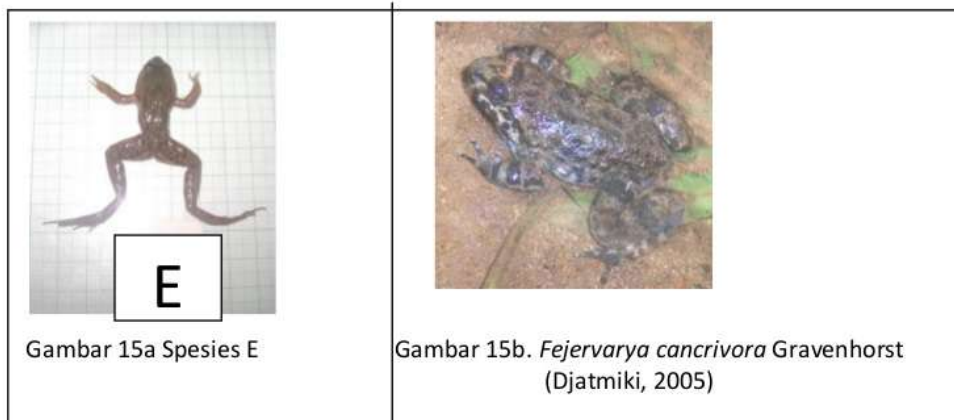 E
Gambar 15a Spesies E
Gambar 15b. Fejervarya cancrivora Gravenhorst
(Djatmiki, 2005)